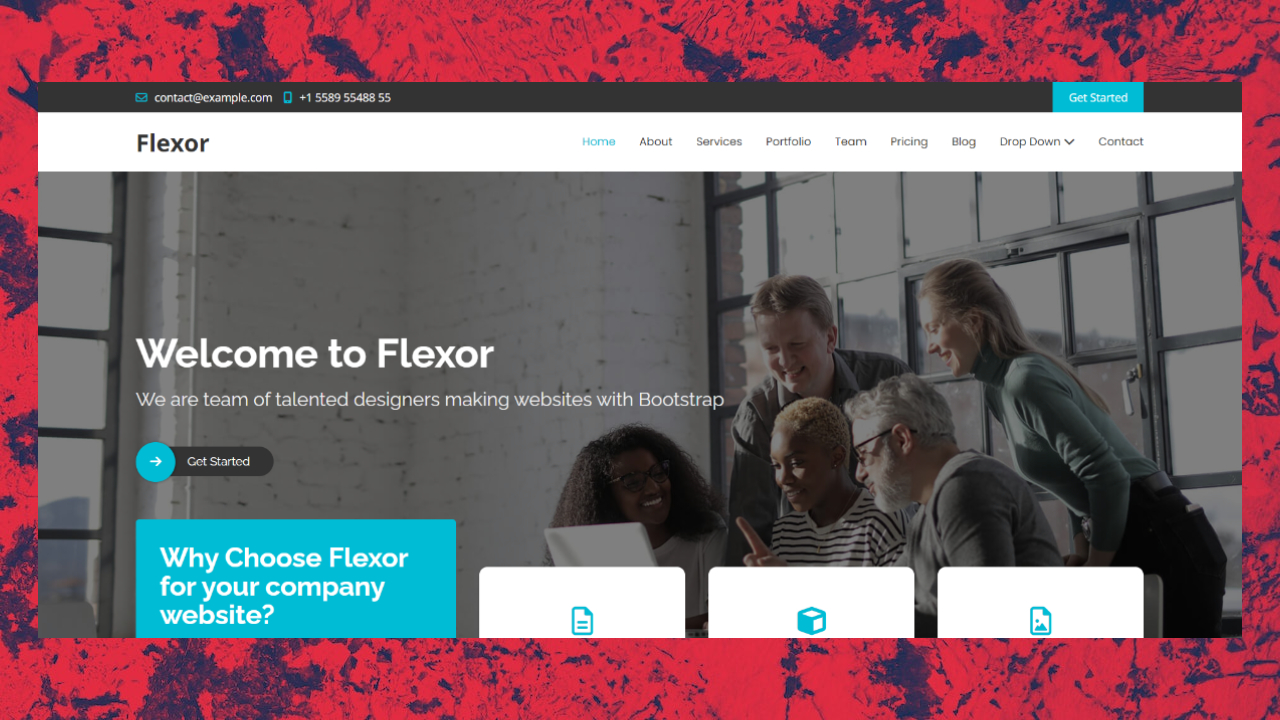 contact@example.com +1 5589 55488 55 Get Started
Flexor Home About Services Portfolio Team Pricing Blog Drop Down Contact
Welcome to Flexor
We are team of talented designers making websites with Bootstrap
Get Started
Why Choose Flexor
for your company
website?